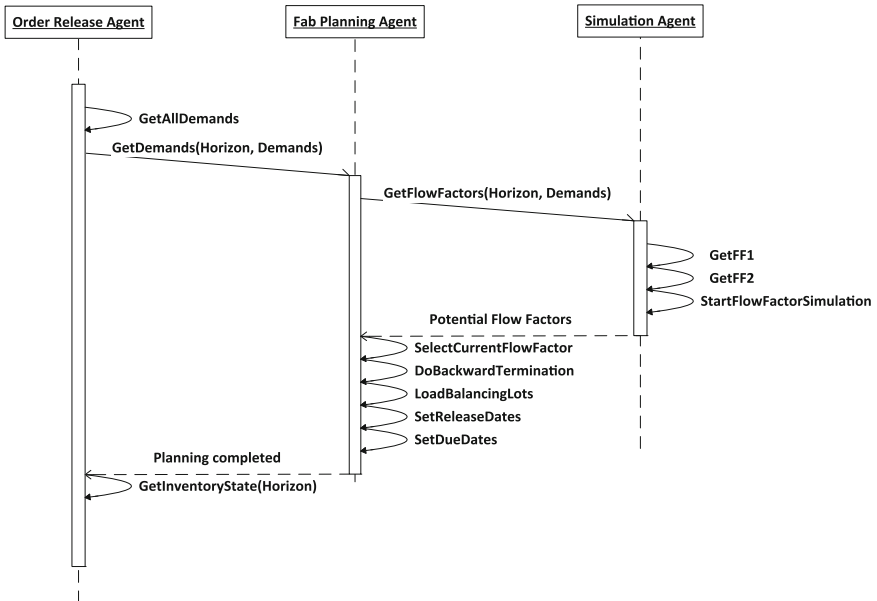 Order Release Agent
Fab Planning Agent
Simulation Agent
GetAllDemands
GetDemands(Horizon, Demands)
GetFlowFactors(Horizon, Demands)
GetFF1
GetFF2
StartFlowFactorSimulation
Potential Flow Factors
SelectCurrentFlowFactor
DoBackwardTermination
LoadBalancingLots
SetReleaseDates
SetDueDates
Planning completed
GetInventoryState(Horizon)